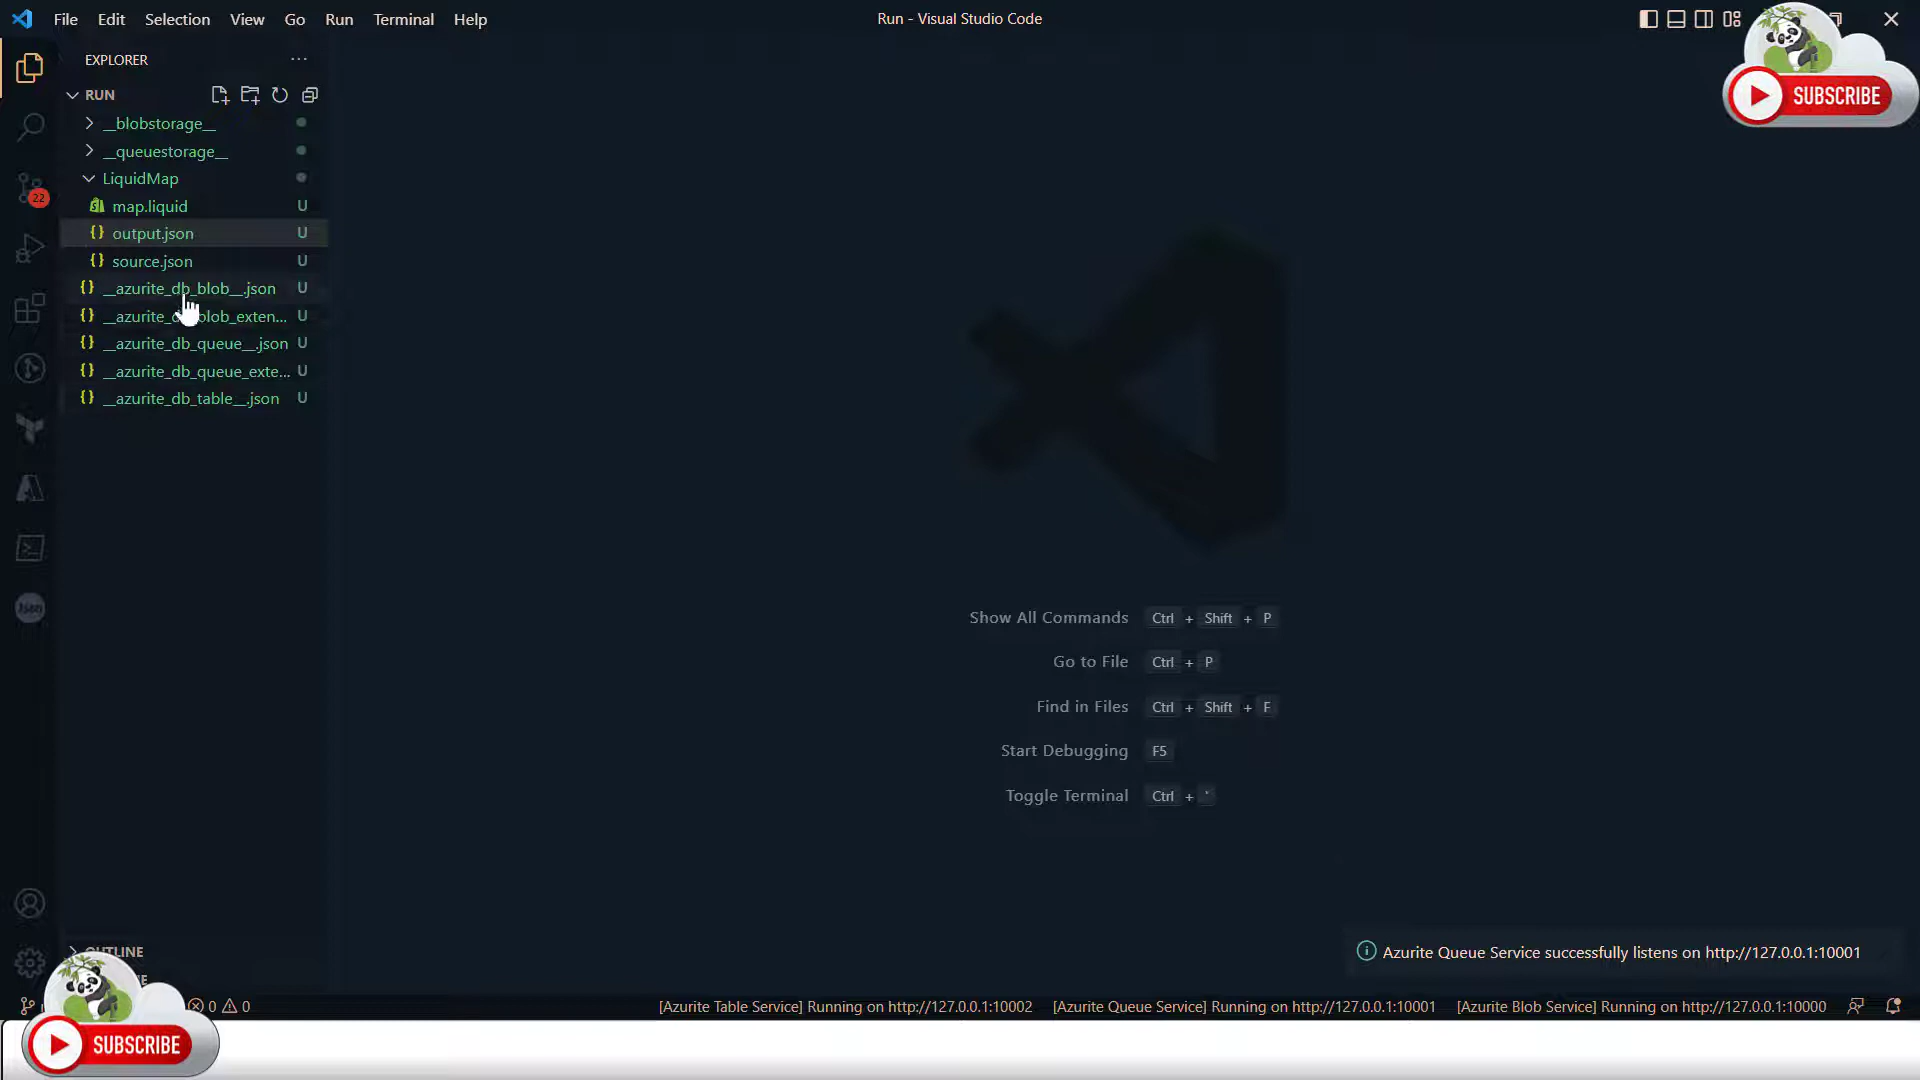 File Edit Selection View Go Run Terminal Help
Run - Visual Studio Code
SUBSCRIBE
EXPLORER
RUN
__blobstorage__
__queuestorage__
LiquidMap
22
map.liquid U
output.json U
source.json U
__azurite_db_blob__.json U
__azurite_db_blob_exten... U
__azurite_db_queue__.json U
__azurite_db_queue_exte... U
__azurite_db_table__.json U
Json
Show All Commands Ctrl + Shift + P
Go to File Ctrl + P
Find in Files Ctrl + Shift + F
Start Debugging F5
Toggle Terminal Ctrl + `
OUTLINE
Azurite Queue Service successfully listens on http://127.0.0.1:10001
0 0
[Azurite Table Service] Running on http://127.0.0.1:10002 [Azurite Queue Service] Running on http://127.0.0.1:10001 [Azurite Blob Service] Running on http://127.0.0.1:10000
SUBSCRIBE